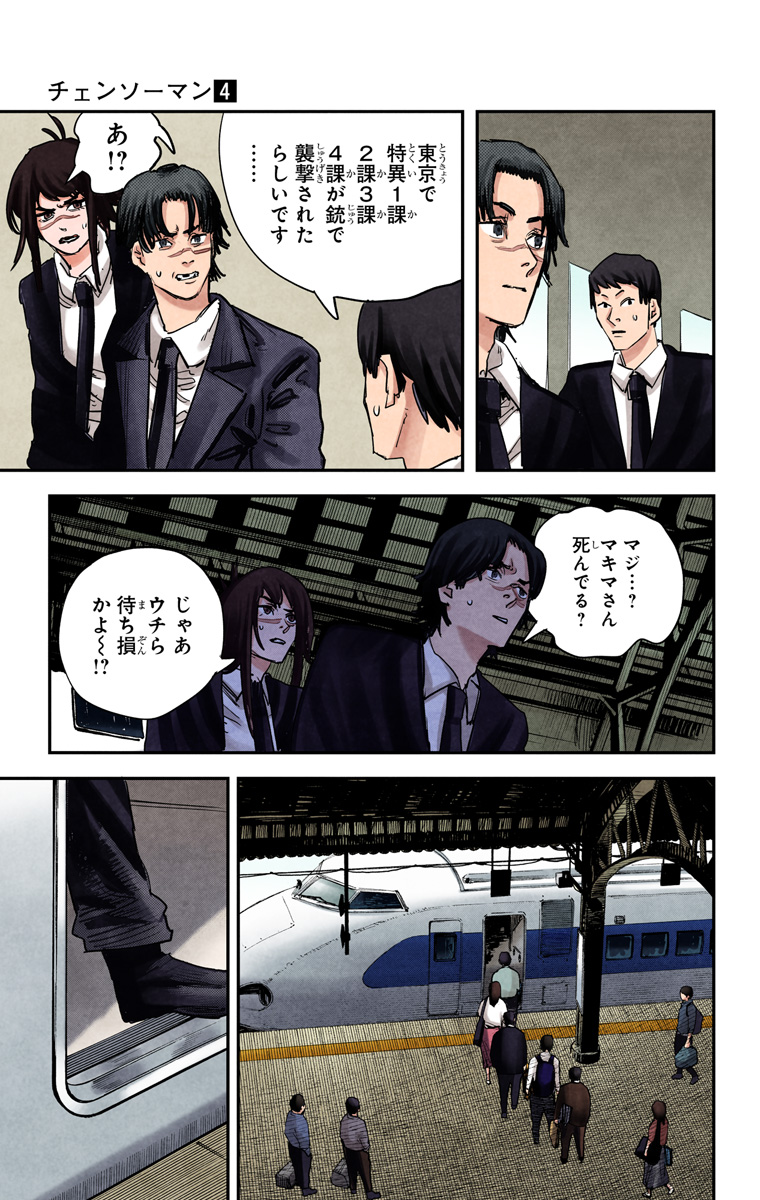 チェンソーマン4
東京で
特異1課
2課3課
4課が銃で
襲撃された
らしいです
……
あ
!?
マジ…?
マキマさん
死んでる?
じゃあ
ウチら
待ち損
かよ〜!?